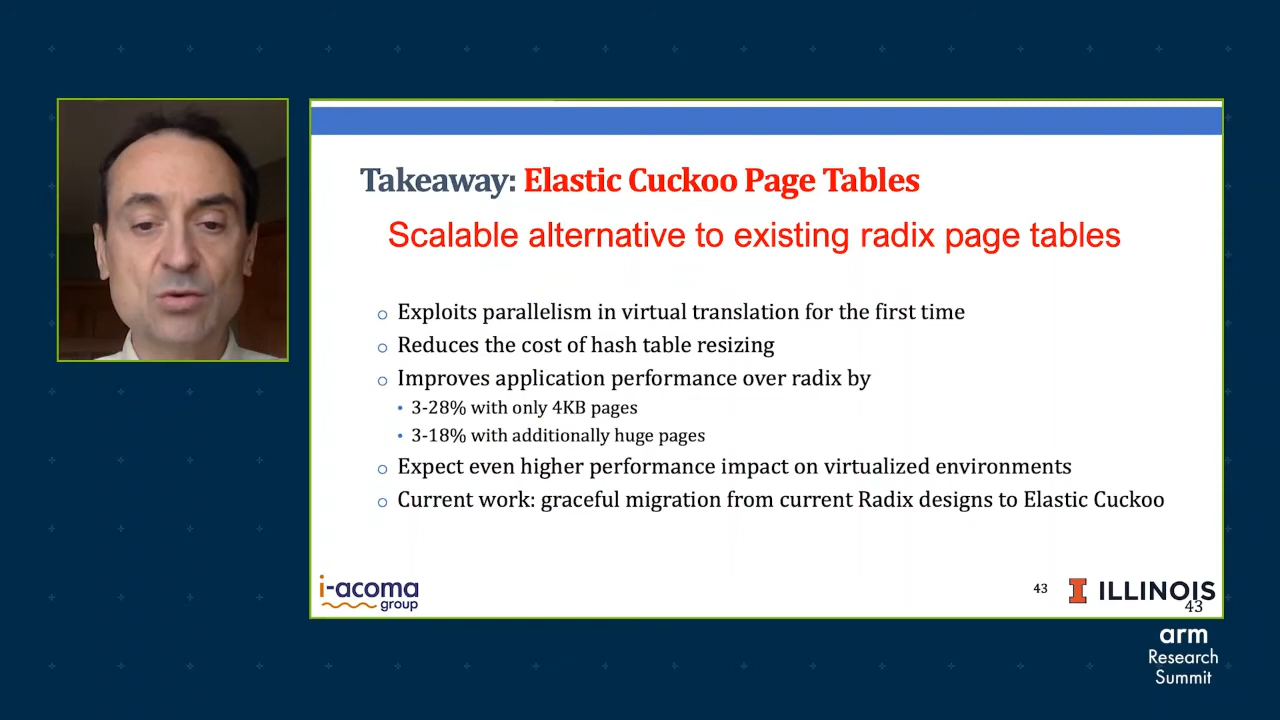 Takeaway: Elastic Cuckoo Page Tables
Scalable alternative to existing radix page tables
Exploits parallelism in virtual translation for the first time
Reduces the cost of hash table resizing
Improves application performance over radix by
3-28% with only 4KB pages
3-18% with additionally huge pages
Expect even higher performance impact on virtualized environments
Current work: graceful migration from current Radix designs to Elastic Cuckoo
i-acoma
group
43
I ILLINOIS
43
arm
Research
Summit